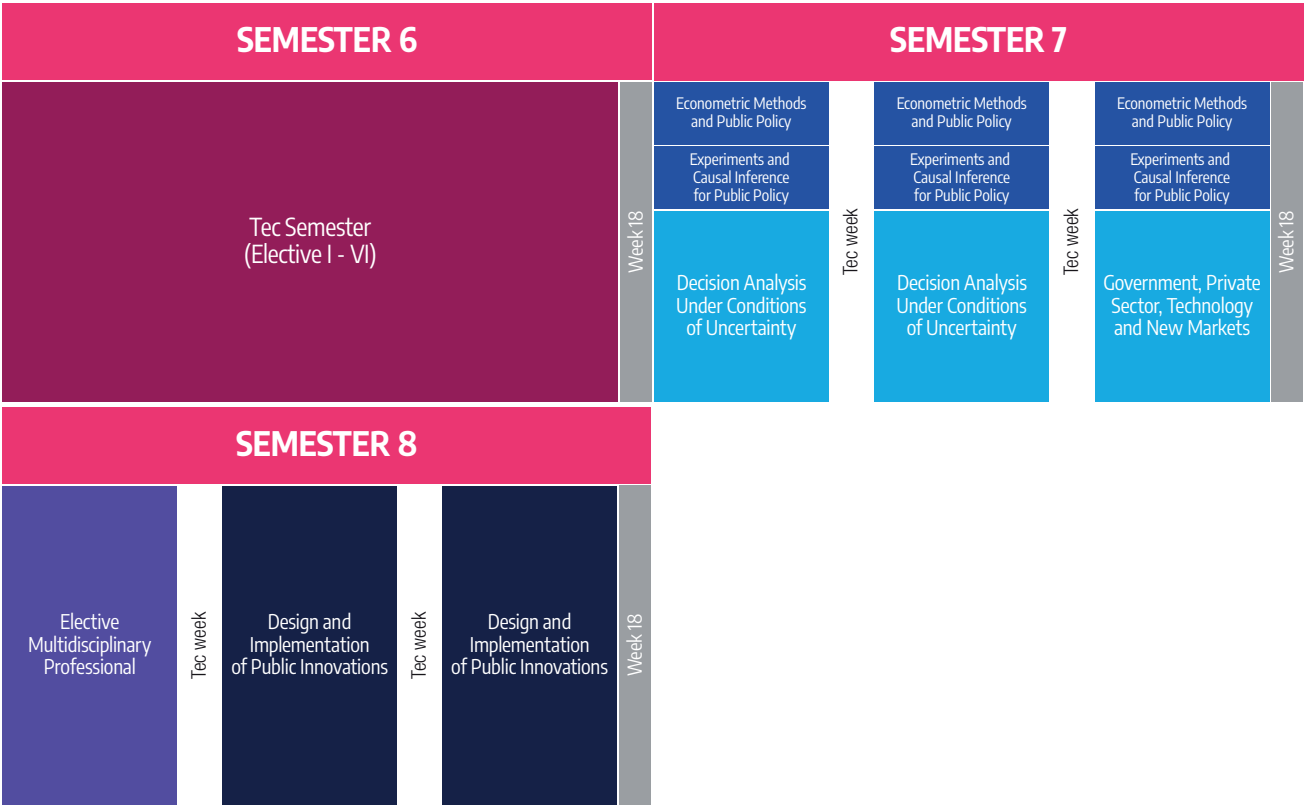 SEMESTER 6
Tec Semester
(Elective I - VI)
Week 18
SEMESTER 7
Econometric Methods
and Public Policy
Experiments and
Causal Inference
for Public Policy
Decision Analysis
Under Conditions
of Uncertainty
Tec week
Econometric Methods
and Public Policy
Experiments and
Causal Inference
for Public Policy
Decision Analysis
Under Conditions
of Uncertainty
Tec week
Econometric Methods
and Public Policy
Experiments and
Causal Inference
for Public Policy
Government, Private
Sector, Technology
and New Markets
Week 18
SEMESTER 8
Elective
Multidisciplinary
Professional
Tec week
Design and
Implementation
of Public Innovations
Tec week
Design and
Implementation
of Public Innovations
Week 18